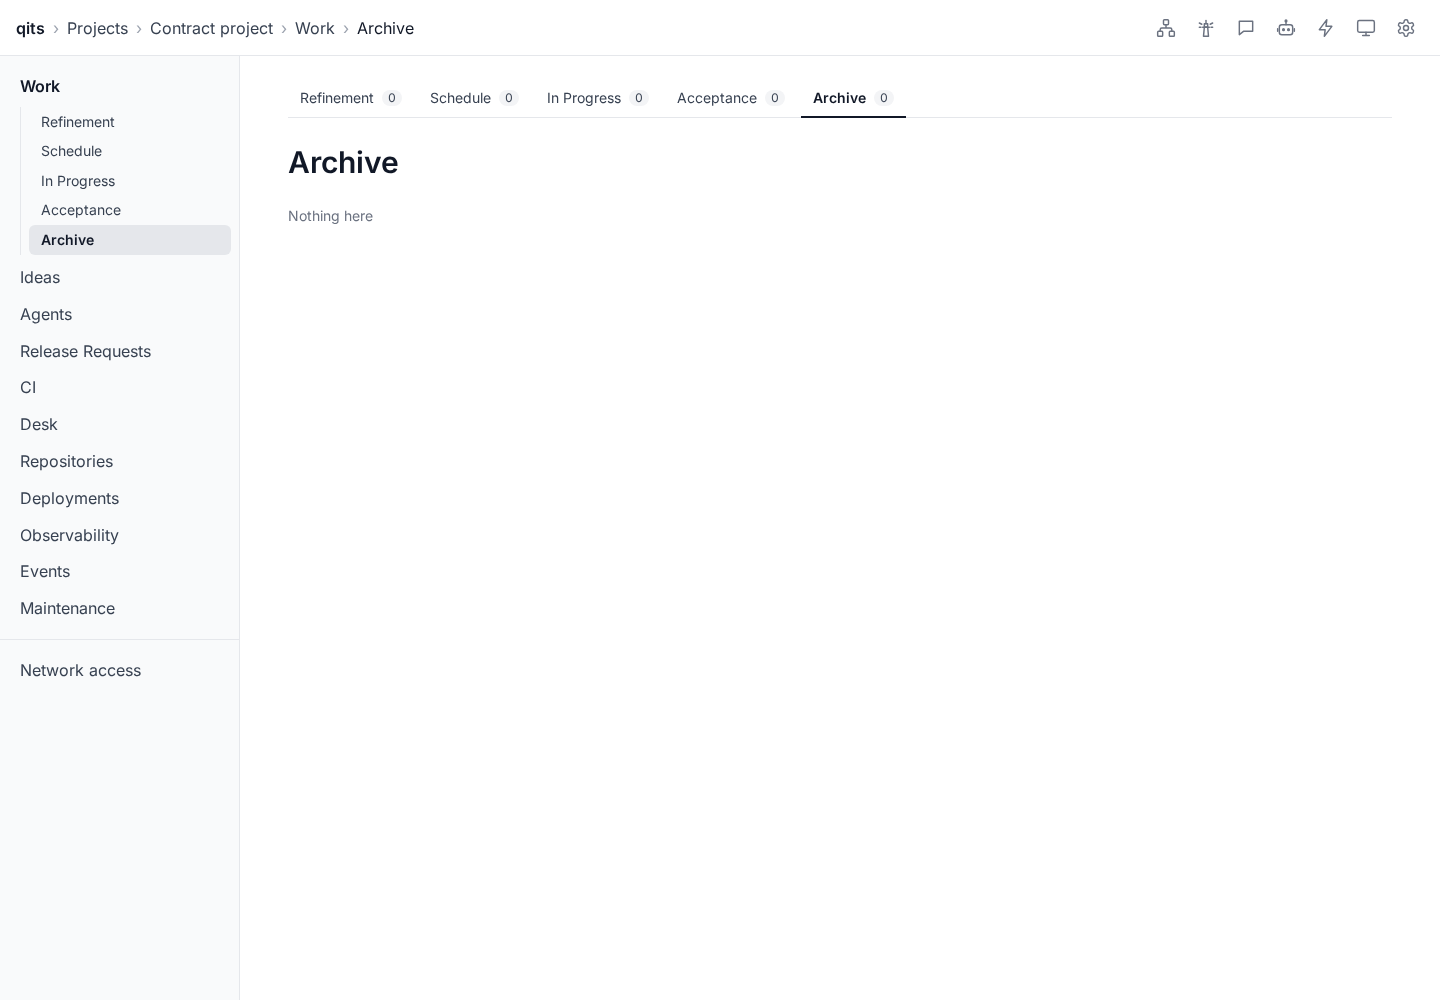 qits › Projects › Contract project › Work › Archive
Work
Refinement
Schedule
In Progress
Acceptance
Archive
Ideas
Agents
Release Requests
CI
Desk
Repositories
Deployments
Observability
Events
Maintenance
Network access
Refinement 0 Schedule 0 In Progress 0 Acceptance 0 Archive 0
Archive
Nothing here